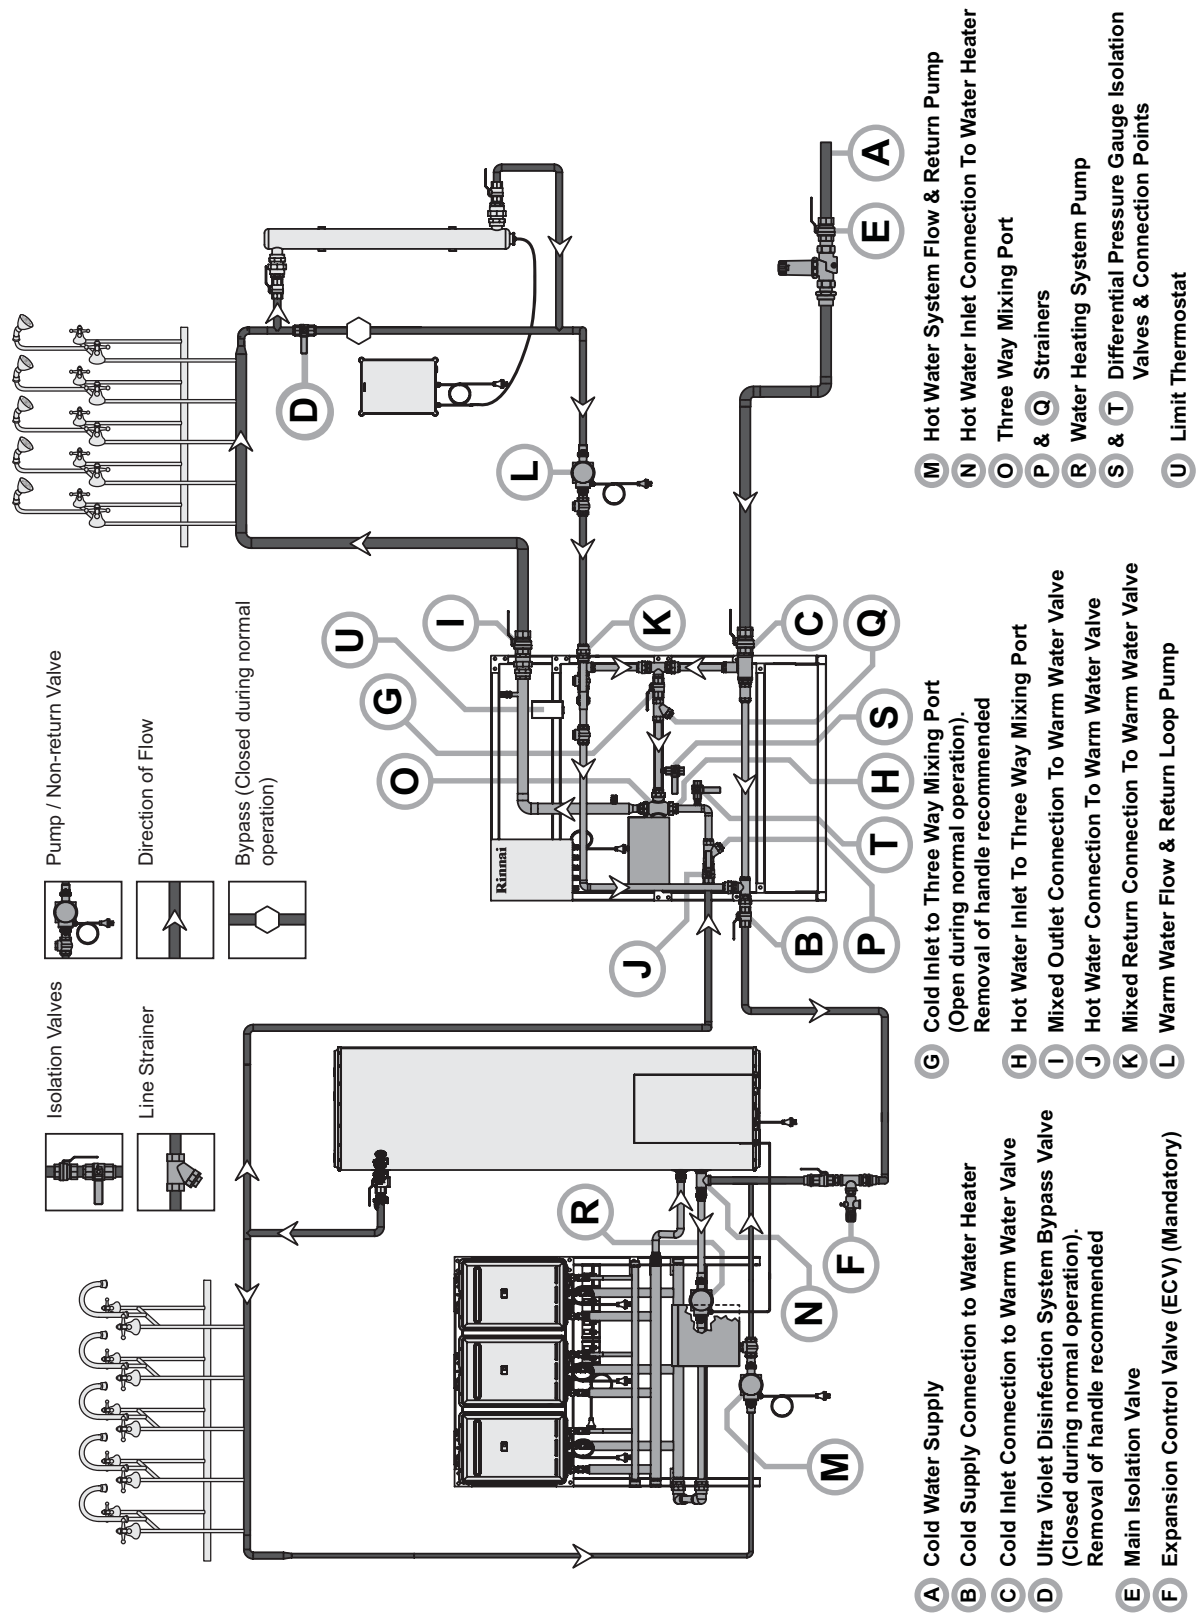 Isolation Valves
Line Strainer
Pump / Non-return Valve
Direction of Flow
Bypass (Closed during normal
operation)
Rinnai
A
B
C
D
E
F
G
H
I
J
K
L
M
N
O
P
Q
R
S
T
U
A Cold Water Supply
B Cold Supply Connection to Water Heater
C Cold Inlet Connection to Warm Water Valve
D Ultra Violet Disinfection System Bypass Valve
(Closed during normal operation).
Removal of handle recommended
E Main Isolation Valve
F Expansion Control Valve (ECV) (Mandatory)
G Cold Inlet to Three Way Mixing Port
(Open during normal operation).
Removal of handle recommended
H Hot Water Inlet To Three Way Mixing Port
I Mixed Outlet Connection To Warm Water Valve
J Hot Water Connection To Warm Water Valve
K Mixed Return Connection To Warm Water Valve
L Warm Water Flow & Return Loop Pump
M Hot Water System Flow & Return Pump
N Hot Water Inlet Connection To Water Heater
O Three Way Mixing Port
P & Q Strainers
R Water Heating System Pump
S & T Differential Pressure Gauge Isolation
Valves & Connection Points
U Limit Thermostat